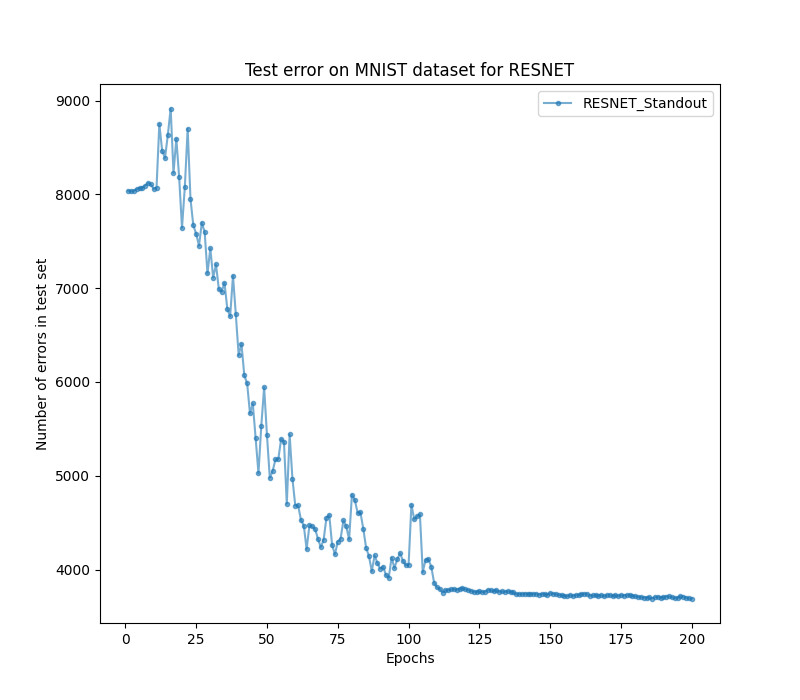 Test error on MNIST dataset for RESNET
RESNET_Standout
9000
8000
7000
6000
5000
4000
Number of errors in test set
0 25 50 75 100 125 150 175 200
Epochs